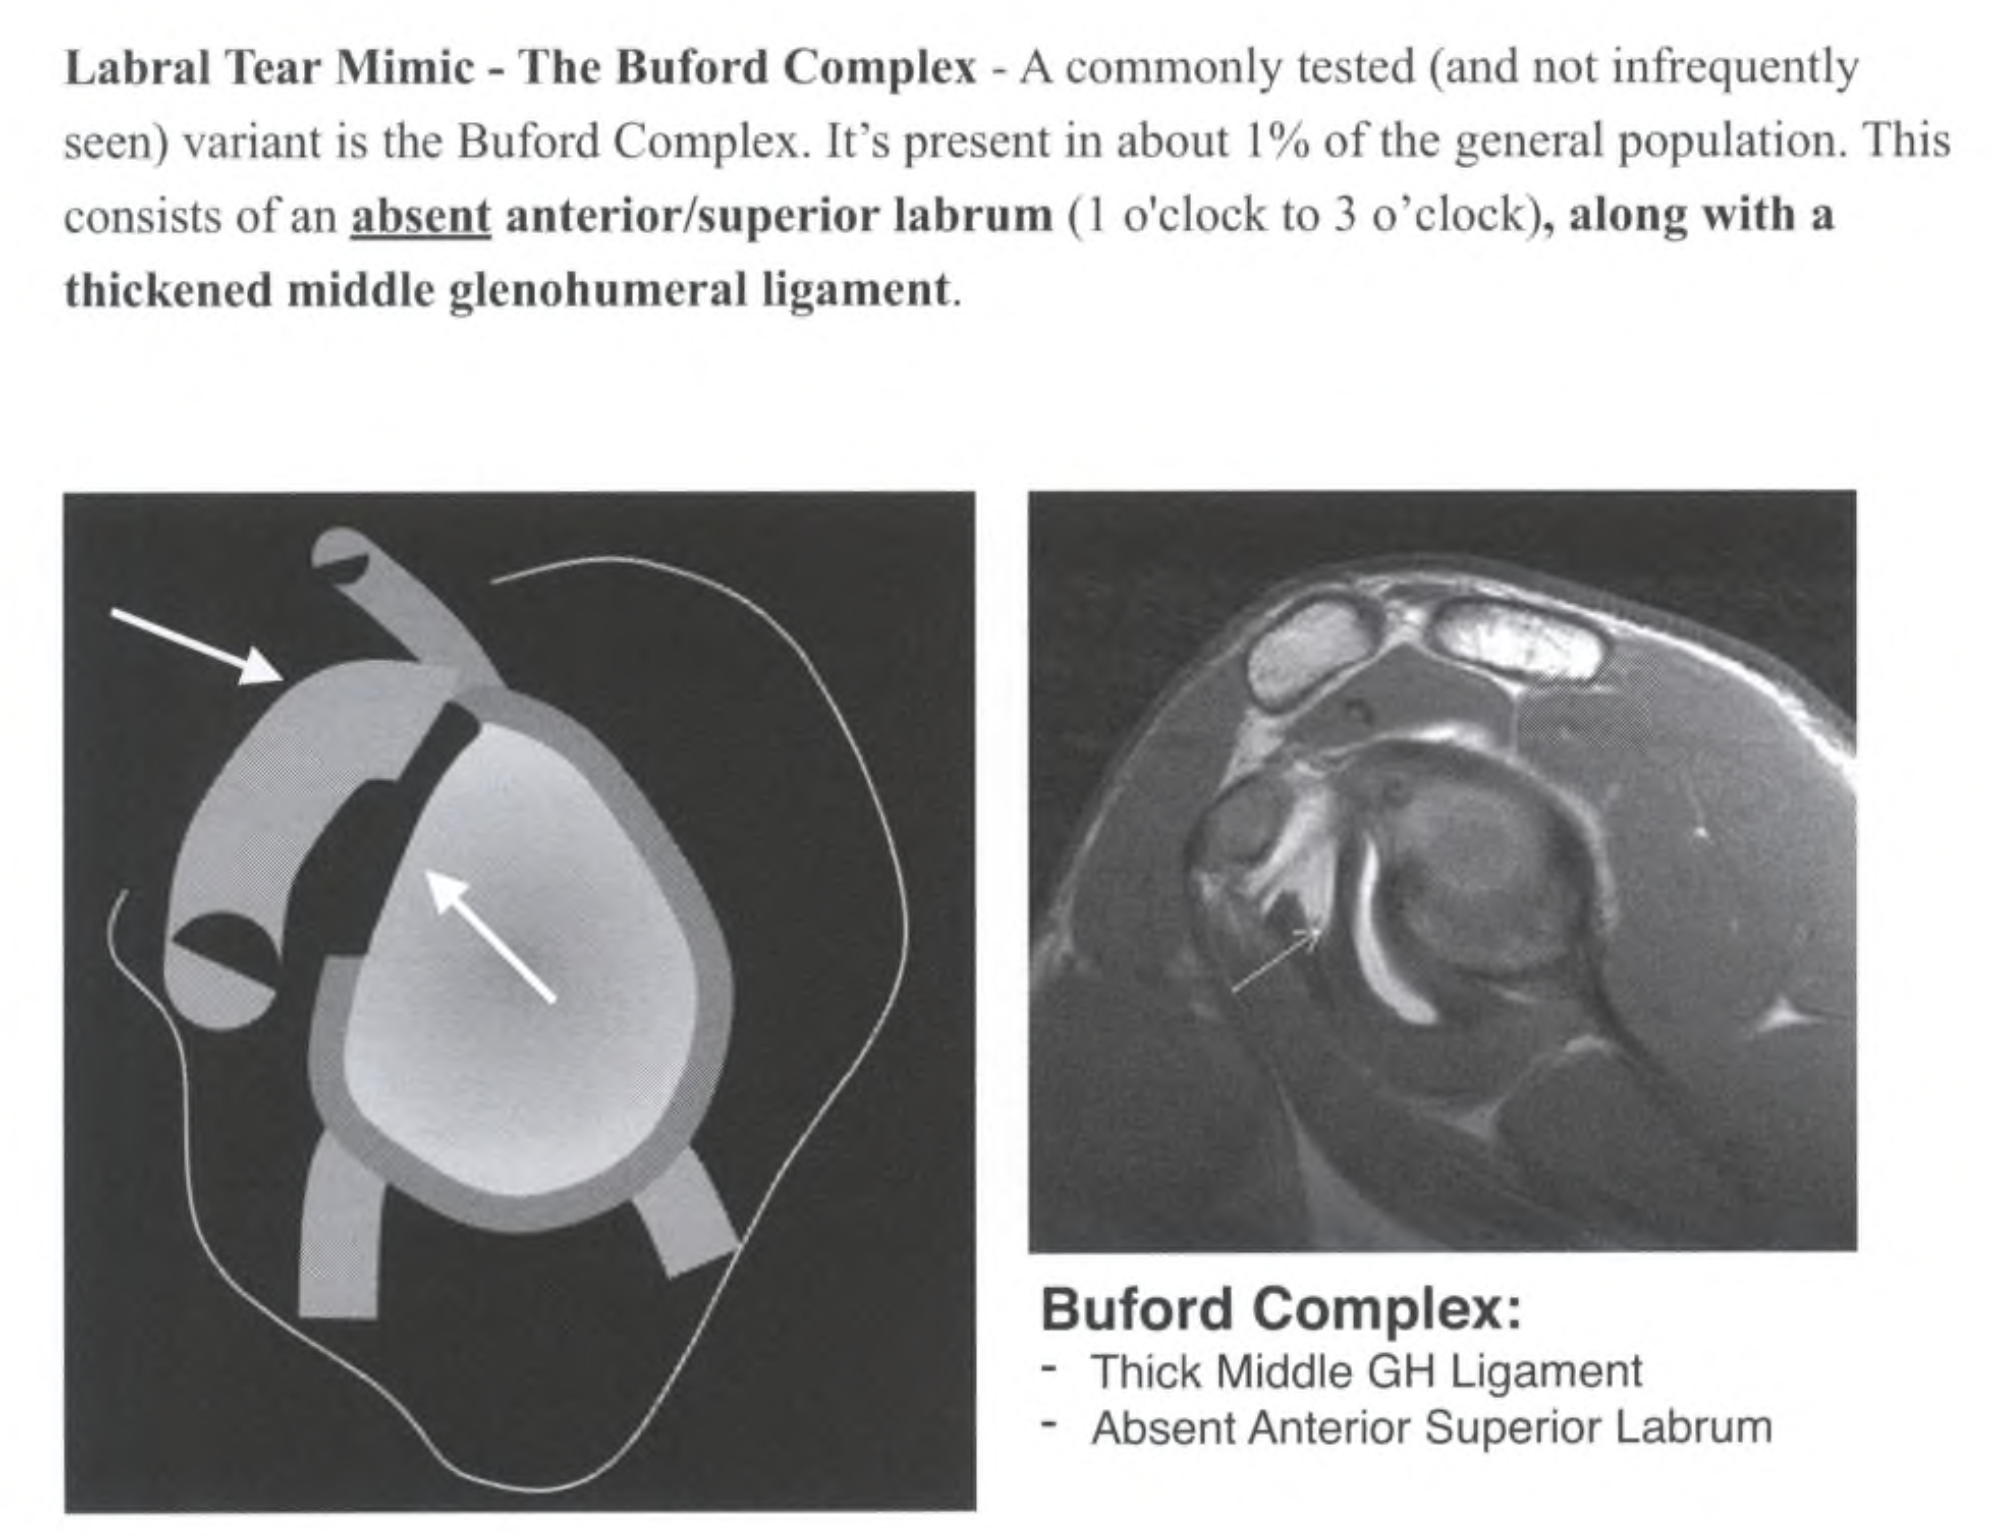 Labral Tear Mimic - The Buford Complex - A commonly tested (and not infrequently
seen) variant is the Buford Complex. It’s present in about 1% of the general population. This
consists of an absent anterior/superior labrum (1 o'clock to 3 o’clock), along with a
thickened middle glenohumeral ligament.
Buford Complex:
- Thick Middle GH Ligament
- Absent Anterior Superior Labrum